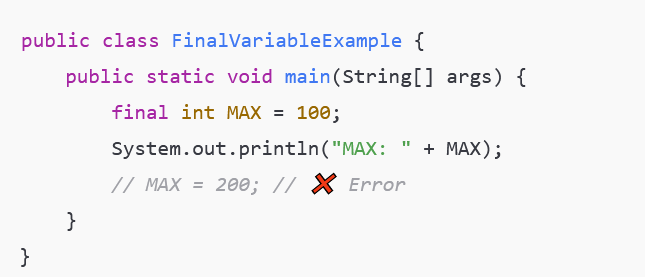 public class FinalVariableExample {
    public static void main(String[] args) {
        final int MAX = 100;
        System.out.println("MAX: " + MAX);
        // MAX = 200; // ❌ Error
    }
}